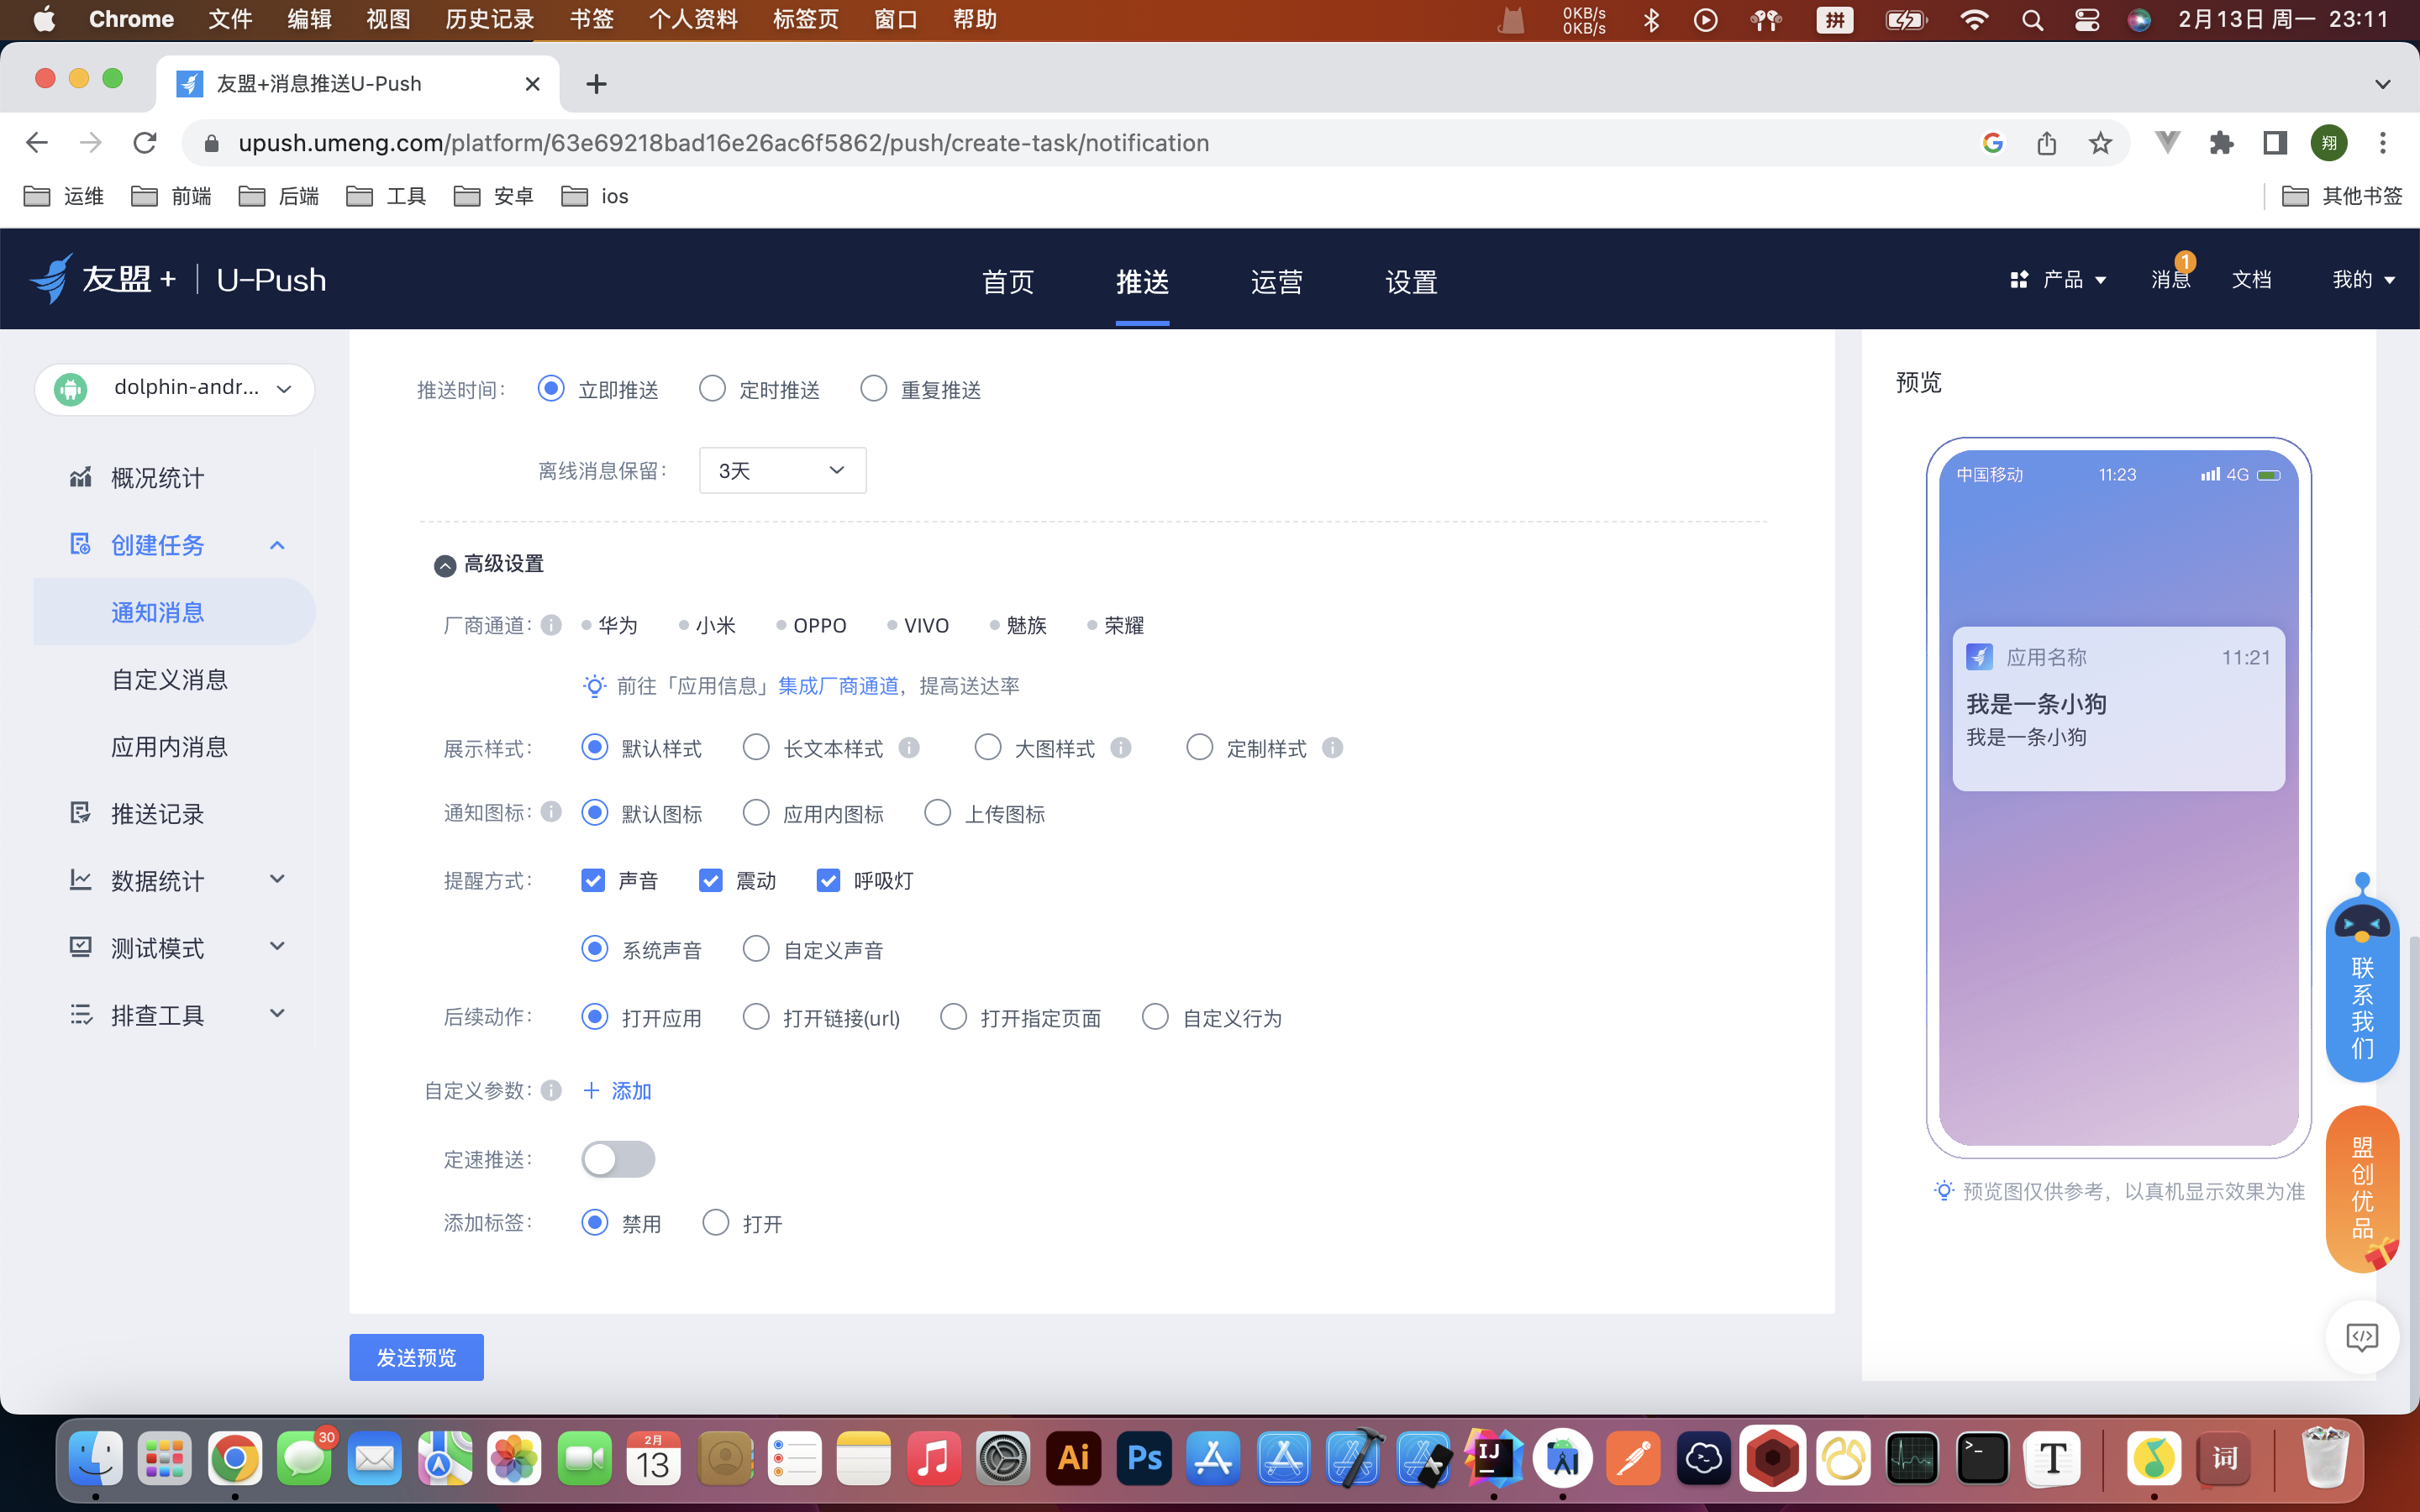 Chrome 文件 编辑 视图 历史记录 书签 个人资料 标签页 窗口 帮助 0KB/s 0KB/s 拼 2月13日 周一 23:11
友盟+消息推送U-Push
upush.umeng.com/platform/63e69218bad16e26ac6f5862/push/create-task/notification 翔
运维 前端 后端 工具 安卓 ios 其他书签
友盟+ U-Push 首页 推送 运营 设置 产品 消息 1 文档 我的
dolphin-andr...
概况统计
创建任务
通知消息
自定义消息
应用内消息
推送记录
数据统计
测试模式
排查工具
推送时间: 立即推送 定时推送 重复推送
离线消息保留: 3天
高级设置
厂商通道: 华为 小米 OPPO VIVO 魅族 荣耀
前往「应用信息」集成厂商通道，提高送达率
展示样式: 默认样式 长文本样式 大图样式 定制样式
通知图标: 默认图标 应用内图标 上传图标
提醒方式: 声音 震动 呼吸灯
系统声音 自定义声音
后续动作: 打开应用 打开链接(url) 打开指定页面 自定义行为
自定义参数: + 添加
定速推送:
添加标签: 禁用 打开
发送预览
预览
中国移动 11:23 4G
应用名称 11:21
我是一条小狗
我是一条小狗
预览图仅供参考，以真机显示效果为准
联系我们
盟创优品
30 2月 13 Ai Ps IJ T 词